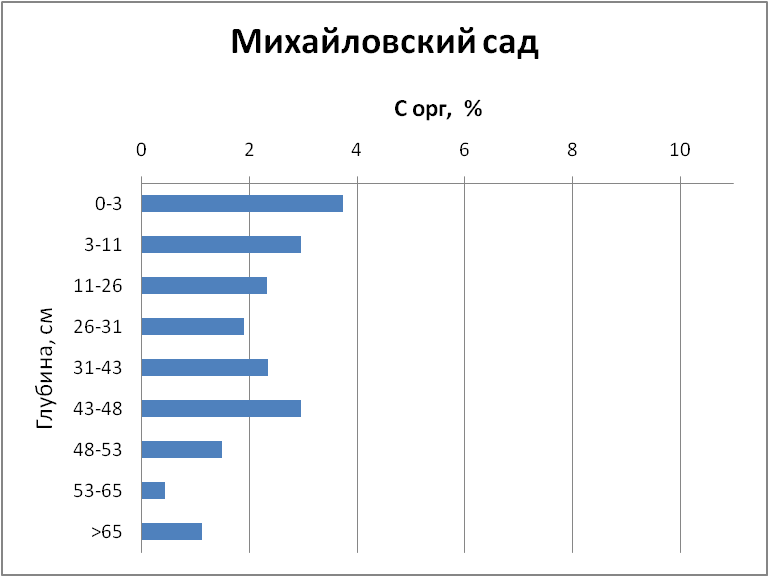 Михайловский сад
С орг, %
0 2 4 6 8 10
Глубина, см
0-3
3-11
11-26
26-31
31-43
43-48
48-53
53-65
>65